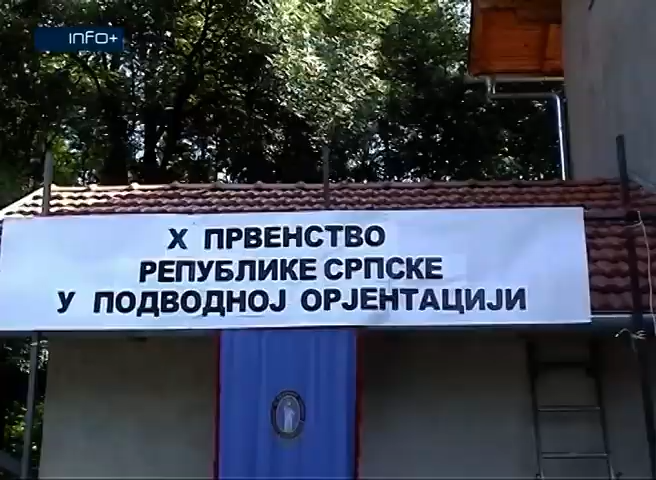 INFO+
X ПРВЕНСТВО
РЕПУБЛИКЕ СРПСКЕ
У ПОДВОДНОЈ ОРЈЕНТАЦИЈИ